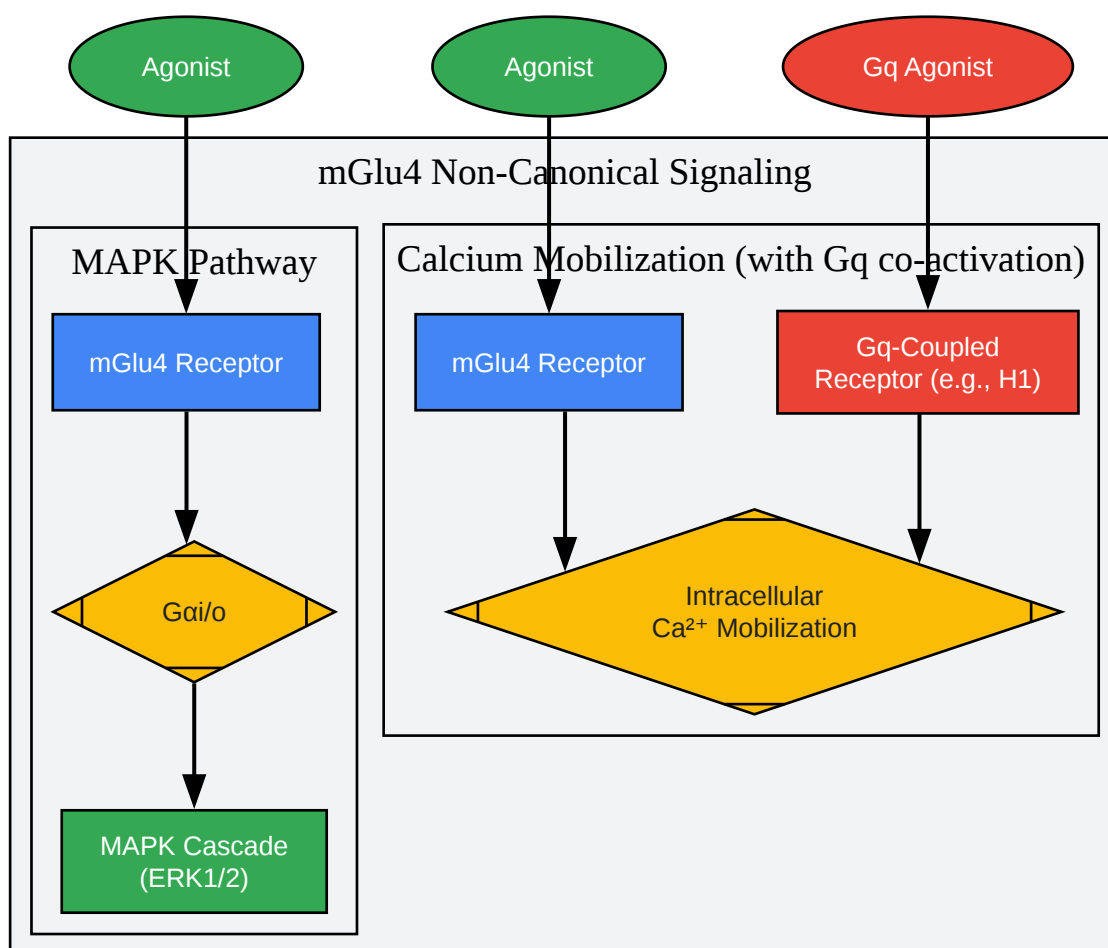 Agonist
Agonist
Gq Agonist
mGlu4 Non-Canonical Signaling
MAPK Pathway
Calcium Mobilization (with Gq co-activation)
mGlu4 Receptor
mGlu4 Receptor
Gq-Coupled
Receptor (e.g., H1)
Gαi/o
Intracellular
Ca²⁺ Mobilization
MAPK Cascade
(ERK1/2)